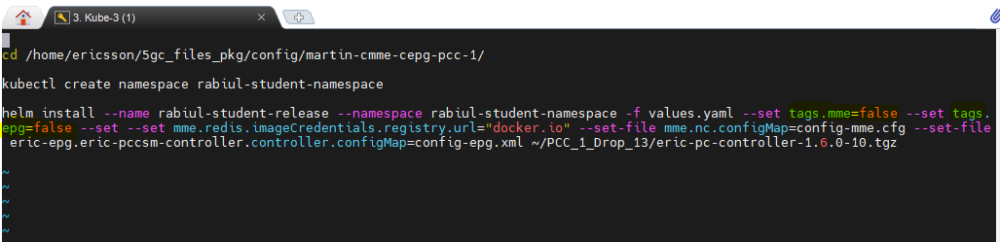 3. Kube-3 (1)
cd /home/ericsson/5gc_files_pkg/config/martin-cmme-cepg-pcc-1/
kubectl create namespace rabiul-student-namespace
helm install --name rabiul-student-release --namespace rabiul-student-namespace -f values.yaml --set tags.mme=false --set tags.
epg=false --set --set mme.redis.imageCredentials.registry.url="docker.io" --set-file mme.nc.configMap=config-mme.cfg --set-file
eric-epg.eric-pccsm-controller.controller.configMap=config-epg.xml ~/PCC_1_Drop_13/eric-pc-controller-1.6.0-10.tgz
~
~
~
~
~